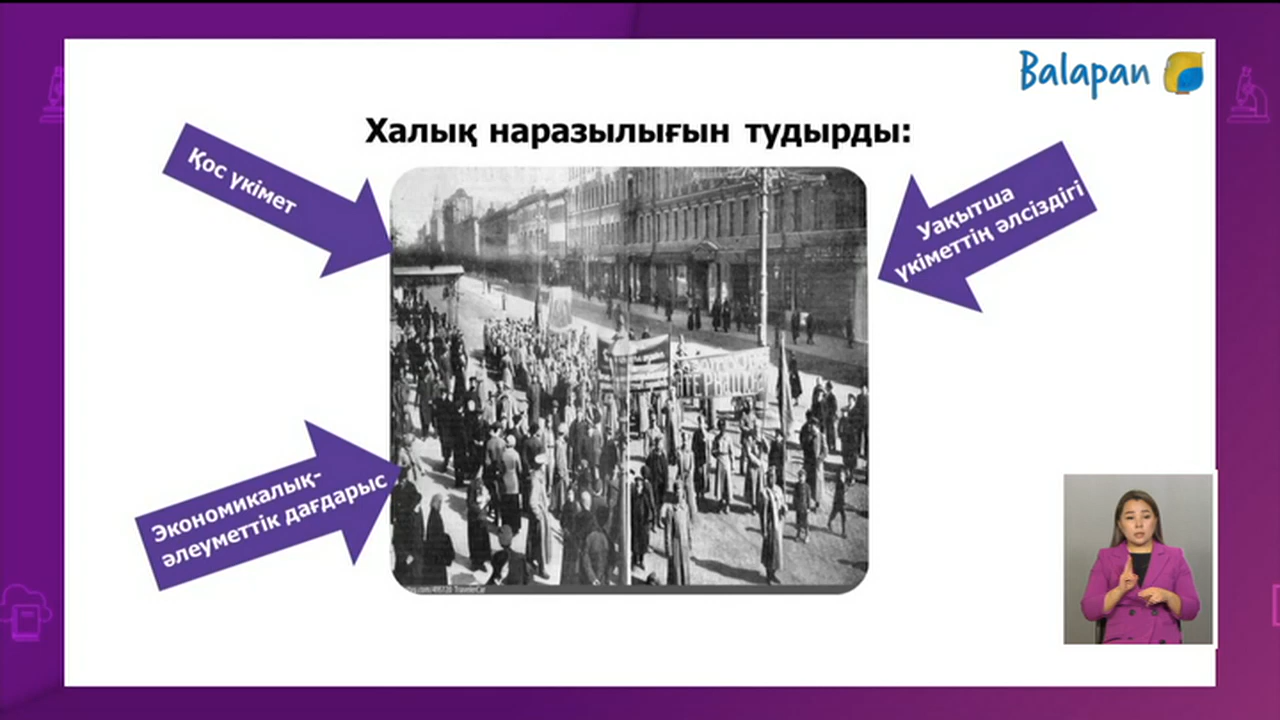 Balapan
Халық наразылығын тудырды:
Қос үкімет
Уақытша
үкіметтің әлсіздігі
Экономикалық-
әлеуметтік дағдарыс